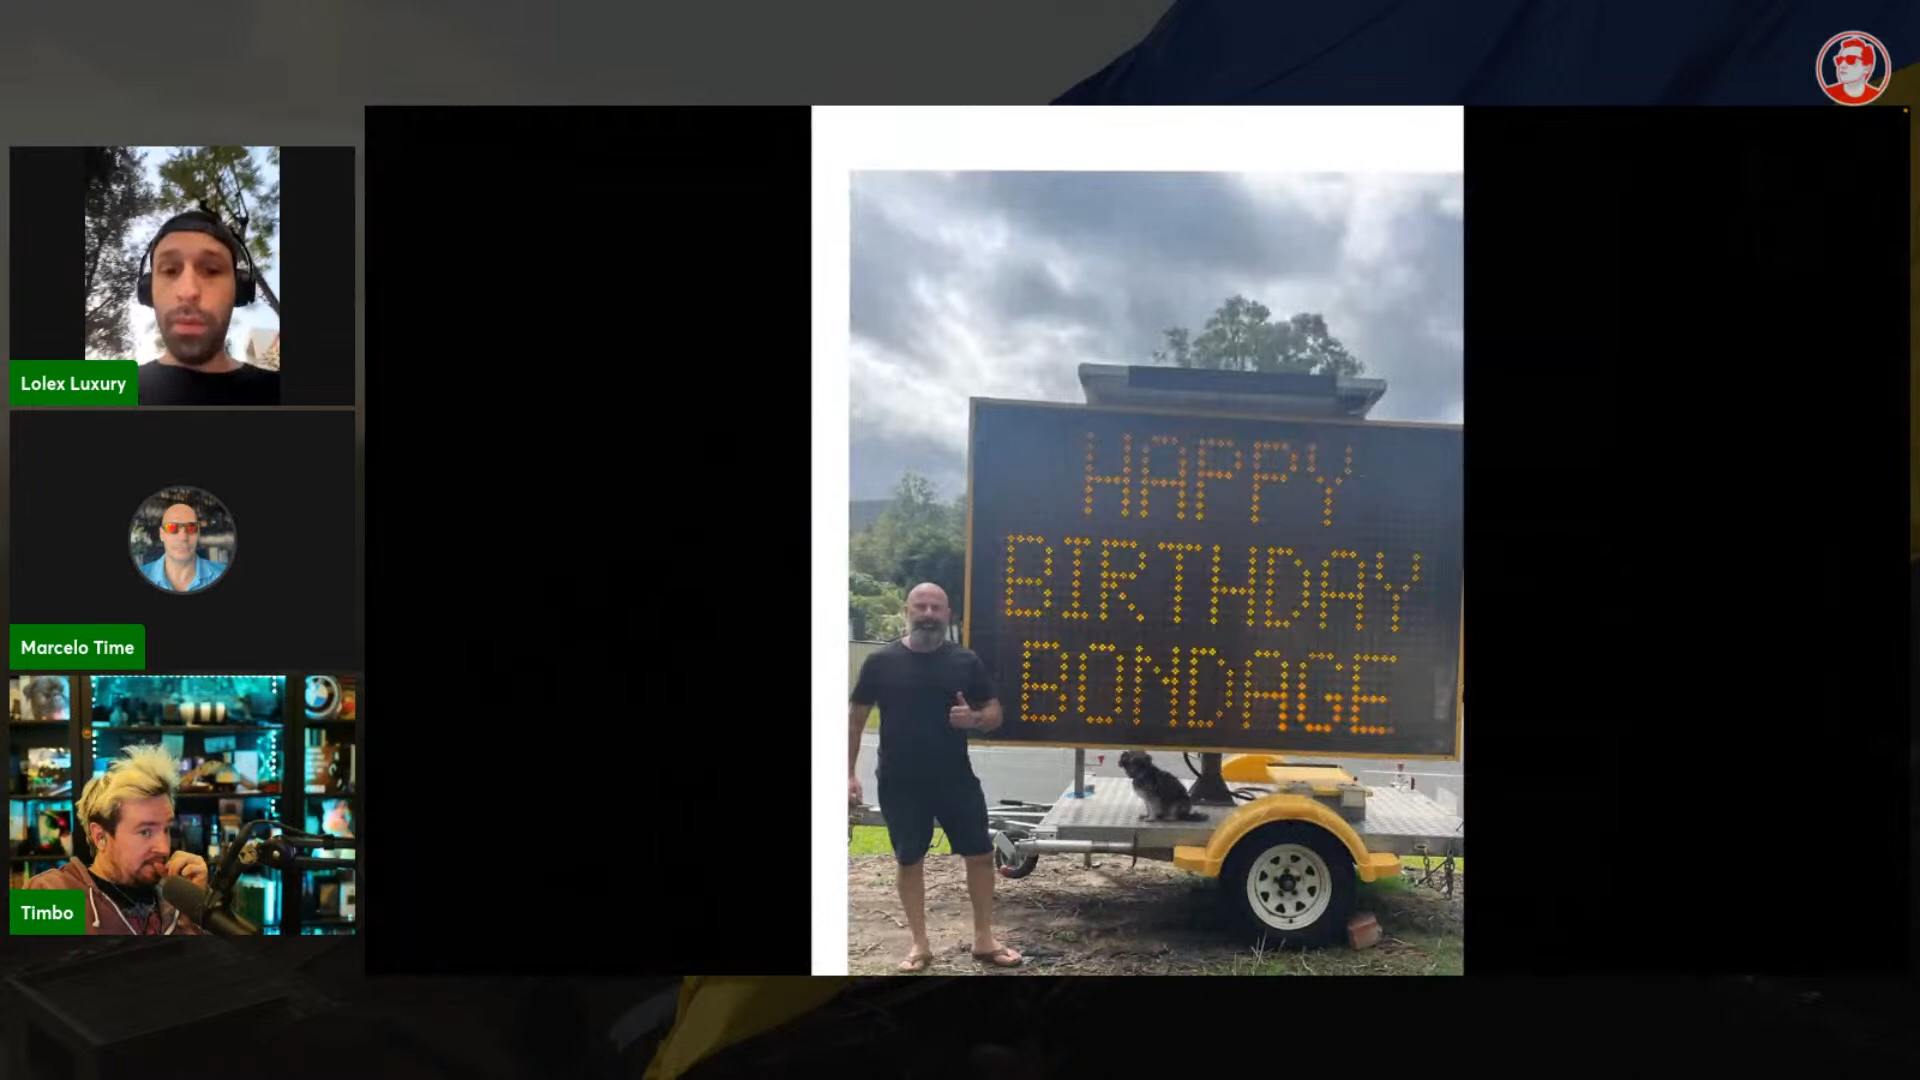 Lolex Luxury
Marcelo Time
Timbo
HAPPY
BIRTHDAY
BONDAGE